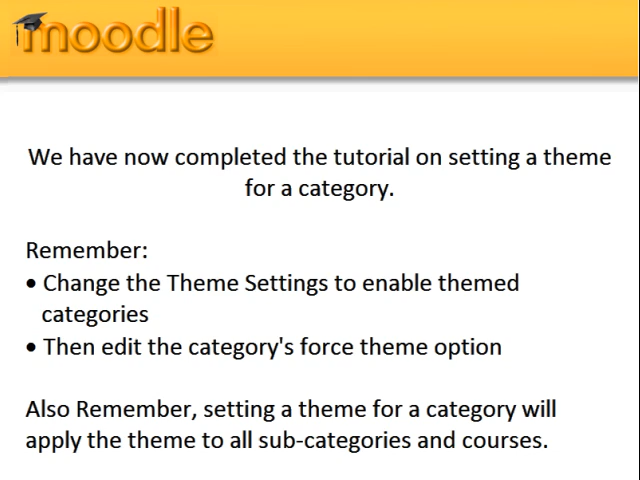 moodle
We have now completed the tutorial on setting a theme
for a category.
Remember:
• Change the Theme Settings to enable themed
categories
• Then edit the category's force theme option
Also Remember, setting a theme for a category will
apply the theme to all sub-categories and courses.